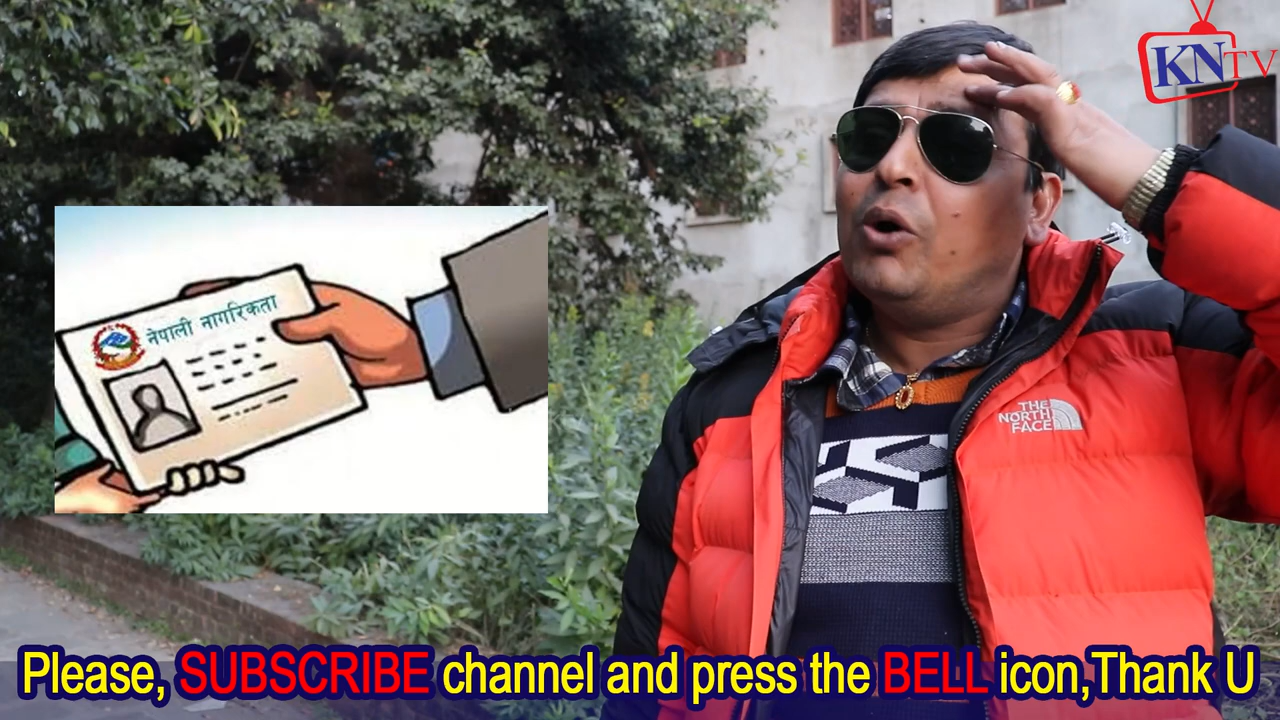 KNTV
नेपाली नागरिकता
THE
NORTH
FACE
Please, SUBSCRIBE channel and press the BELL icon,Thank U